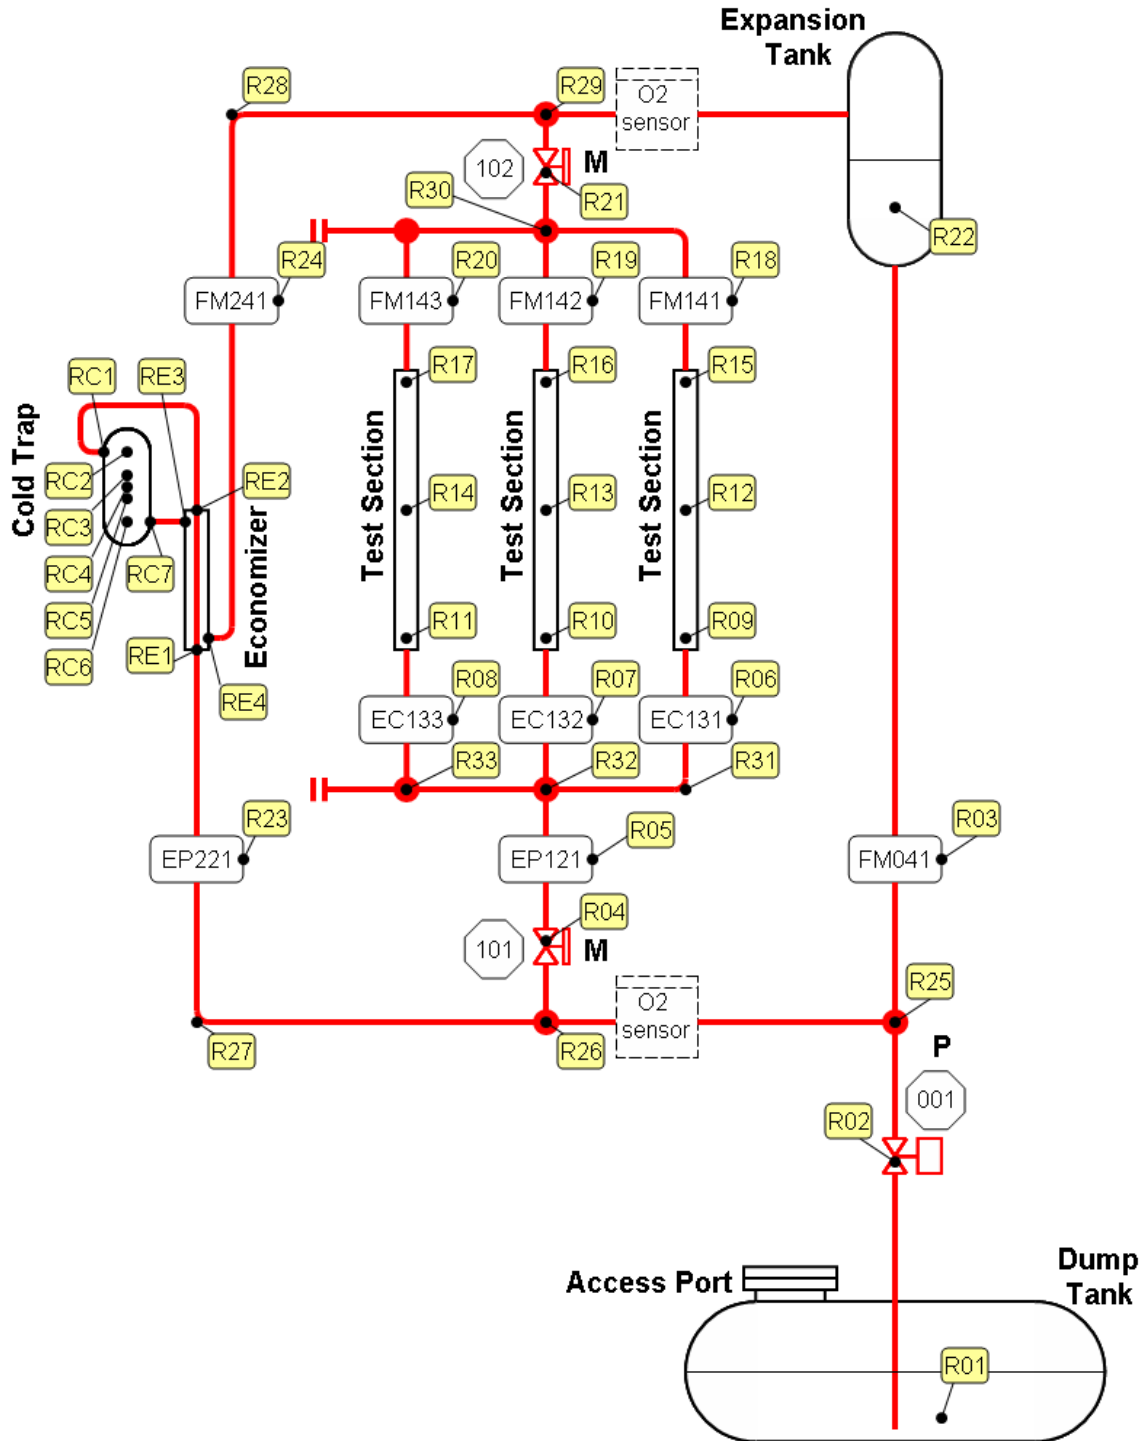 Expansion
Tank
R28
R29
O2
sensor
102
M
R30
R21
R22
R24
R20
R19
R18
FM241
FM143
FM142
FM141
RC1
RE3
R17
R16
R15
Cold Trap
RC2
RE2
Test Section
R14
Test Section
R13
Test Section
R12
RC3
RC4
RC7
Economizer
RC5
R11
R10
R09
RC6
RE1
RE4
R08
R07
R06
EC133
EC132
EC131
R33
R32
R31
R23
R05
R03
EP221
EP121
FM041
R04
101
M
R25
O2
sensor
R27
R26
P
001
R02
Dump
Tank
Access Port
R01